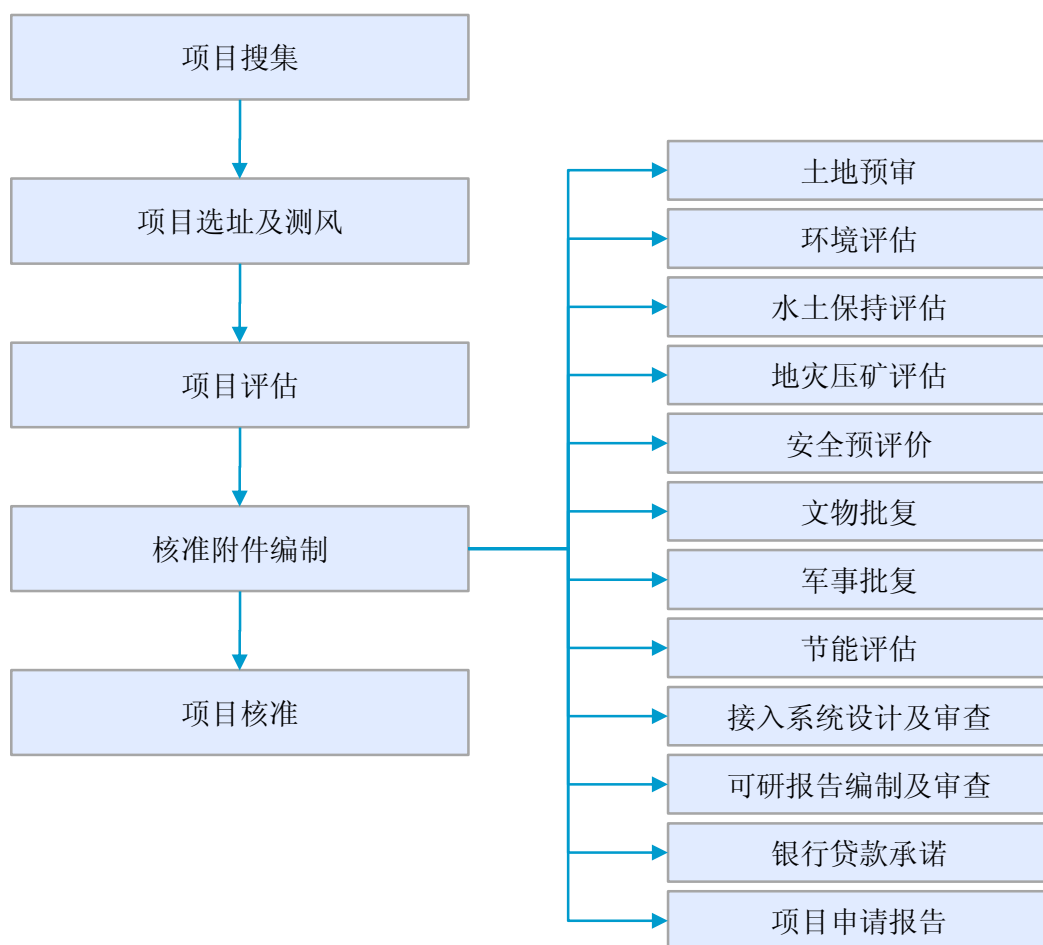 项目搜集
项目选址及测风
项目评估
核准附件编制
项目核准
土地预审
环境评估
水土保持评估
地灾压矿评估
安全预评价
文物批复
军事批复
节能评估
接入系统设计及审查
可研报告编制及审查
银行贷款承诺
项目申请报告